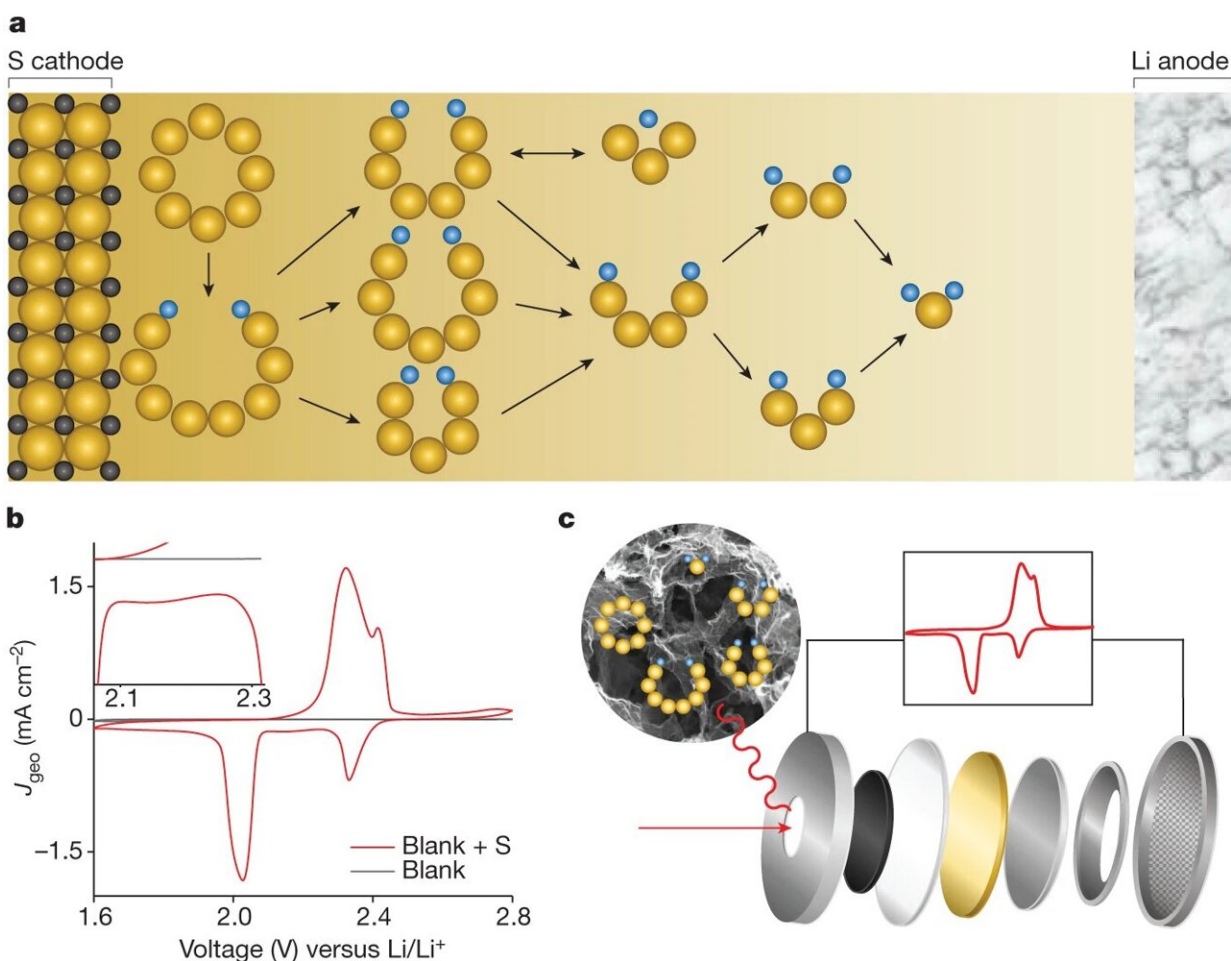 a
S cathode
Li anode
b
1.5
0
−1.5
J_geo (mA cm⁻²)
2.1
2.3
Blank + S
Blank
1.6
2.0
2.4
2.8
Voltage (V) versus Li/Li⁺
c